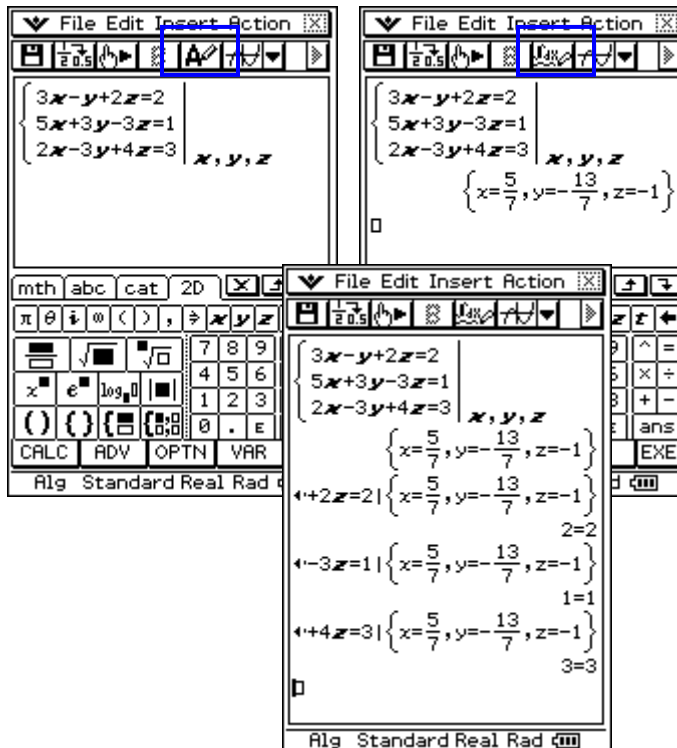 File Edit Insert Action
3x-y+2z=2
5x+3y-3z=1
2x-3y+4z=3 | x,y,z
mth abc cat 2D
π θ i ∞ ( ) , ⇒ x y z
√■ ■√□ 7 8 9
x■ e■ log■□ |■| 4 5 6
1 2 3
() {} 0 . E
CALC ADV OPTN VAR
Alg Standard Real Rad
File Edit Insert Action
3x-y+2z=2
5x+3y-3z=1
2x-3y+4z=3 | x,y,z
{x=5/7,y=-13/7,z=-1}
z t
^ =
× ÷
+ -
ans
EXE
File Edit Insert Action
3x-y+2z=2
5x+3y-3z=1
2x-3y+4z=3 | x,y,z
{x=5/7,y=-13/7,z=-1}
+2z=2|{x=5/7,y=-13/7,z=-1}
2=2
-3z=1|{x=5/7,y=-13/7,z=-1}
1=1
+4z=3|{x=5/7,y=-13/7,z=-1}
3=3
Alg Standard Real Rad